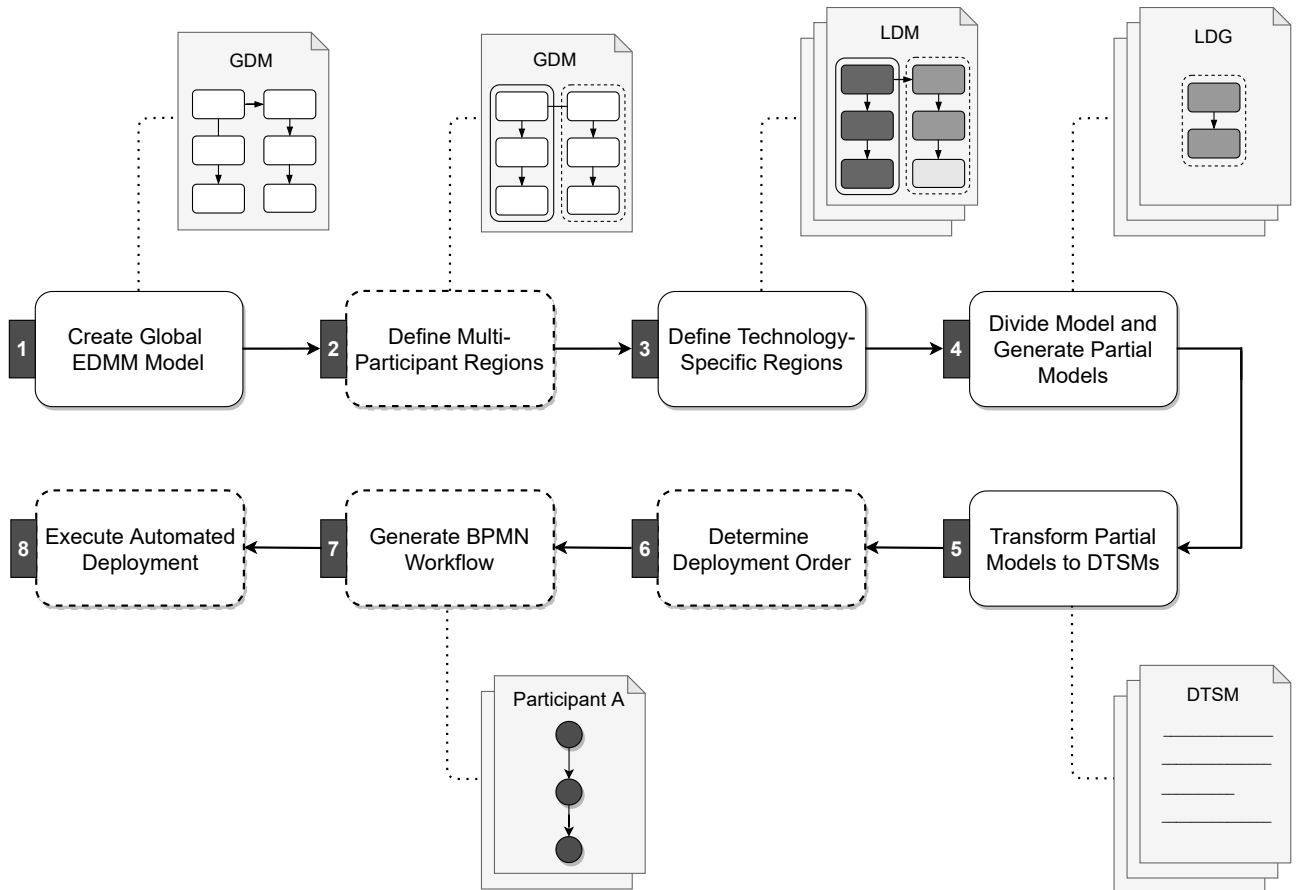 GDM
GDM
LDM
LDG
1
Create Global
EDMM Model
2
Define Multi-
Participant Regions
3
Define Technology-
Specific Regions
4
Divide Model and
Generate Partial
Models
8
Execute Automated
Deployment
7
Generate BPMN
Workflow
6
Determine
Deployment Order
5
Transform Partial
Models to DTSMs
Participant A
DTSM